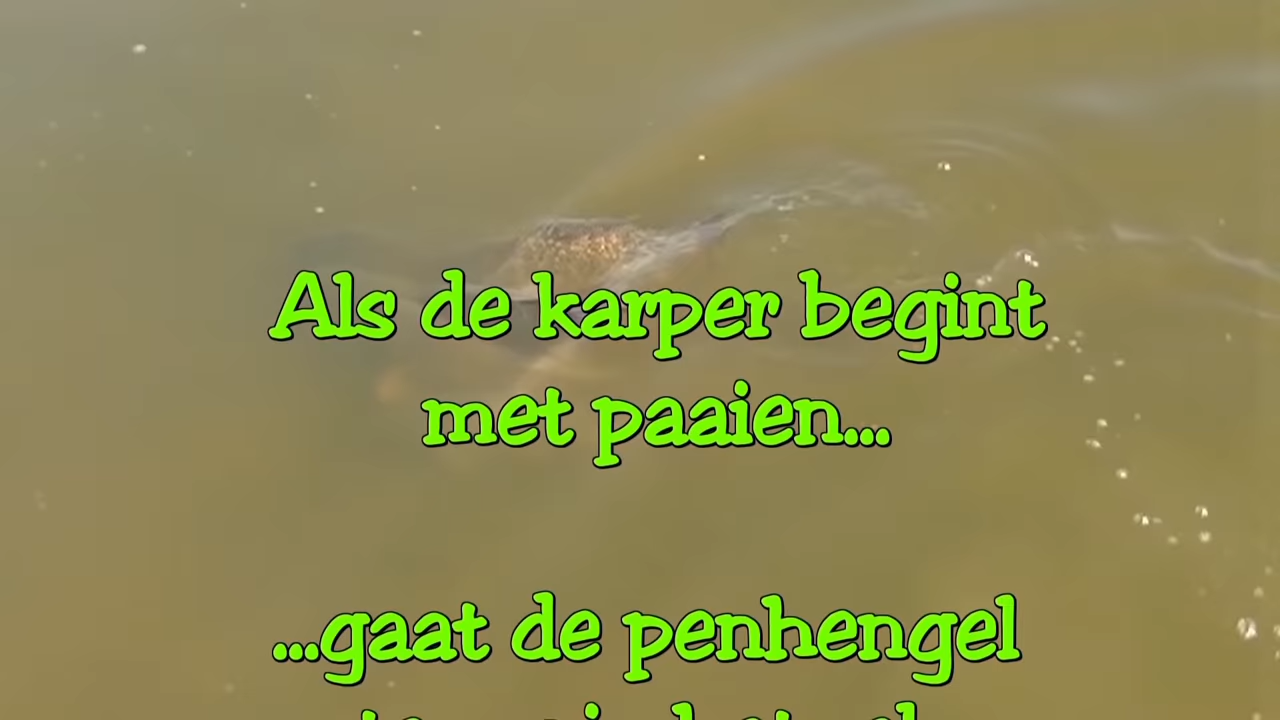 Als de karper begint
met paaien...
...gaat de penhengel